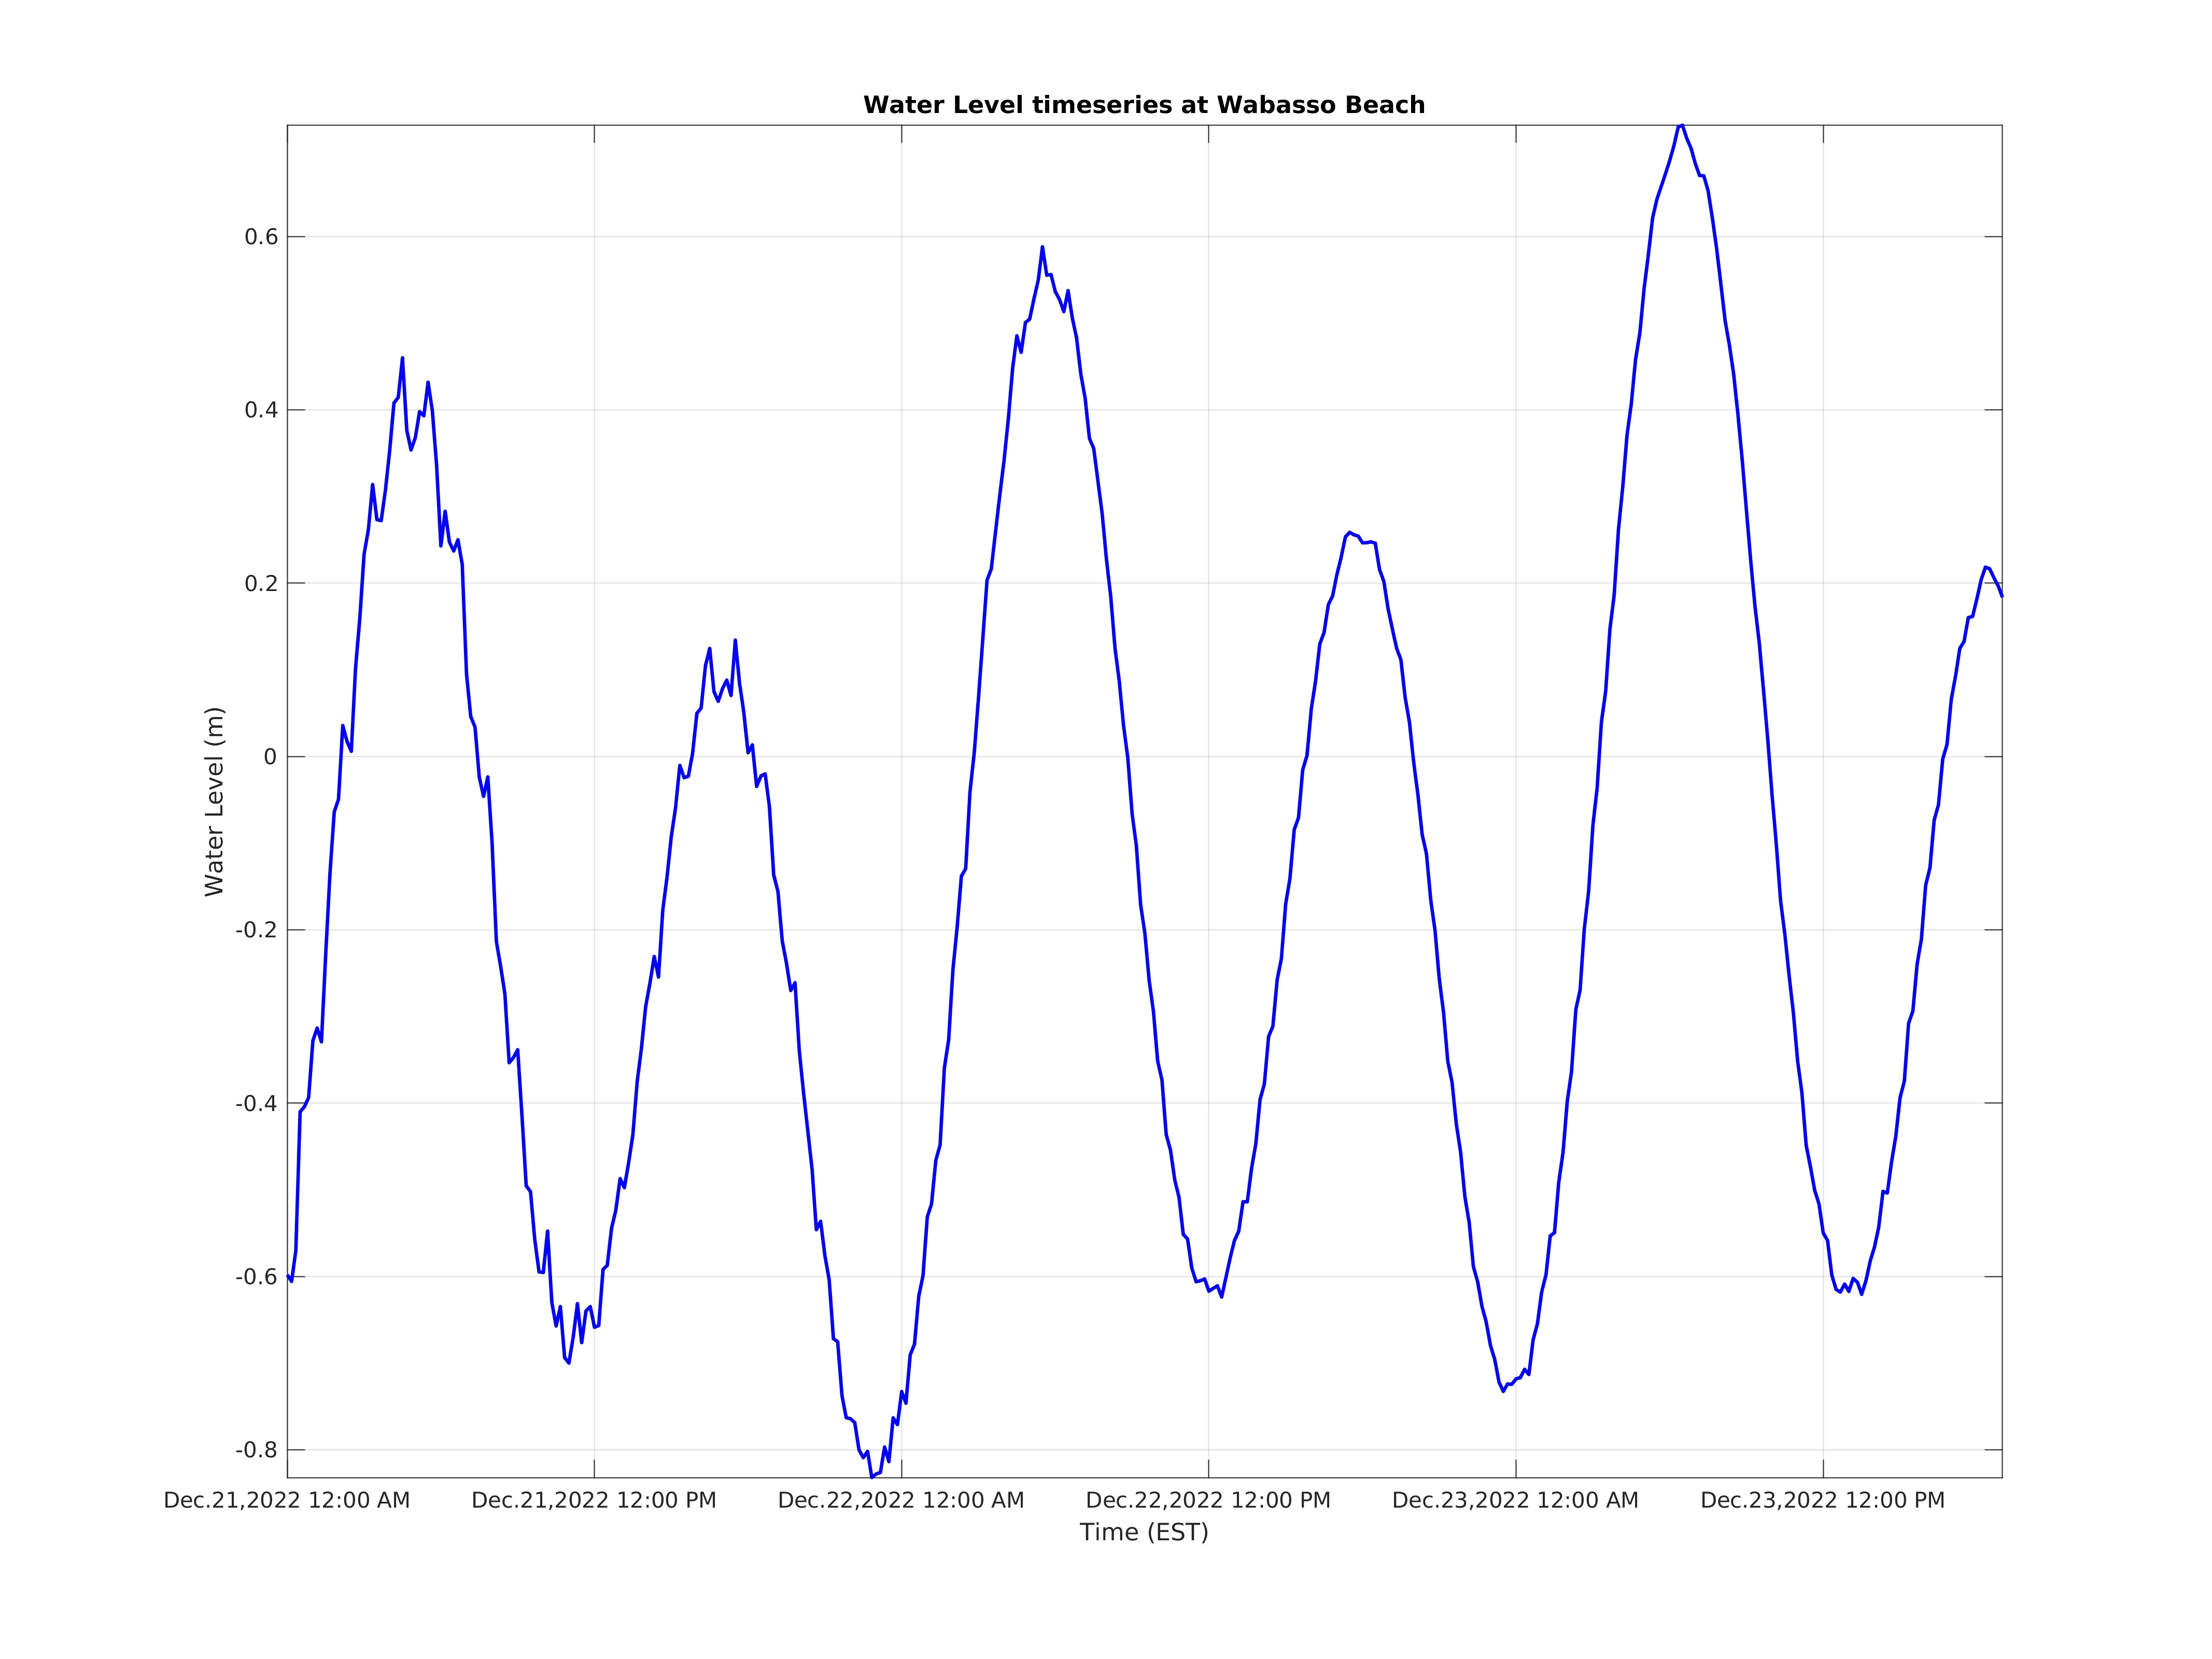 Water Level timeseries at Wabasso Beach
0.6
0.4
0.2
0
-0.2
-0.4
-0.6
-0.8
Water Level (m)
Dec.21,2022 12:00 AM Dec.21,2022 12:00 PM Dec.22,2022 12:00 AM Dec.22,2022 12:00 PM Dec.23,2022 12:00 AM Dec.23,2022 12:00 PM
Time (EST)